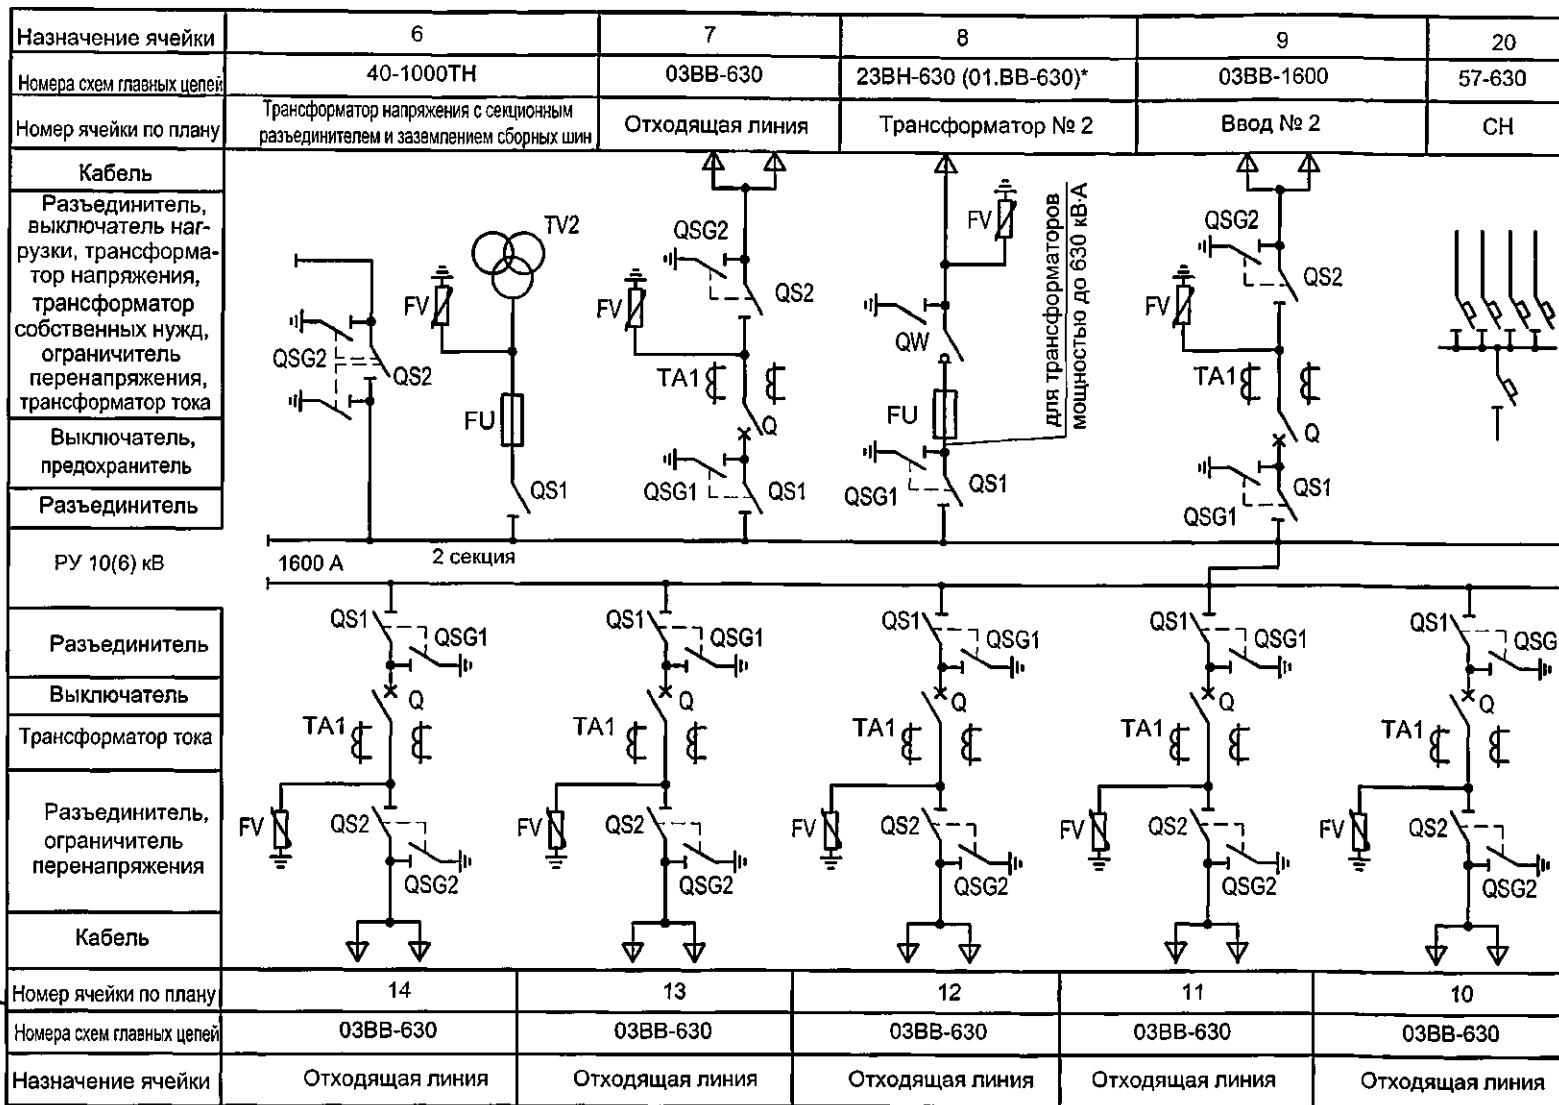 Назначение ячейки 6 7 8 9 20
Номера схем главных цепей 40-1000ТН 03ВВ-630 23ВН-630 (01.ВВ-630)* 03ВВ-1600 57-630
Номер ячейки по плану Трансформатор напряжения с секционным разъединителем и заземлением сборных шин Отходящая линия Трансформатор № 2 Ввод № 2 СН
Кабель
Разъединитель,
выключатель наг-
рузки, трансформа-
тор напряжения,
трансформатор
собственных нужд,
ограничитель
перенапряжения,
трансформатор тока
Выключатель,
предохранитель
Разъединитель
QSG2
QS2
TV2
FV
FU
QS1
QSG2
QS2
FV
TA1
Q
QSG1
QS1
FV
QW
FU
QSG1
QS1
для трансформаторов
мощностью до 630 кВ·А
QSG2
QS2
FV
TA1
Q
QS1
QSG1
РУ 10(6) кВ
1600 А
2 секция
Разъединитель
Выключатель
Трансформатор тока
Разъединитель,
ограничитель
перенапряжения
Кабель
QS1 QSG1 QS1 QSG1 QS1 QSG1 QS1 QSG1 QS1 QSG
Q Q Q Q Q
TA1 TA1 TA1 TA1 TA1
FV QS2 FV QS2 FV QS2 FV QS2 FV QS2
QSG2 QSG2 QSG2 QSG2 QSG2
Номер ячейки по плану 14 13 12 11 10
Номера схем главных цепей 03ВВ-630 03ВВ-630 03ВВ-630 03ВВ-630 03ВВ-630
Назначение ячейки Отходящая линия Отходящая линия Отходящая линия Отходящая линия Отходящая линия